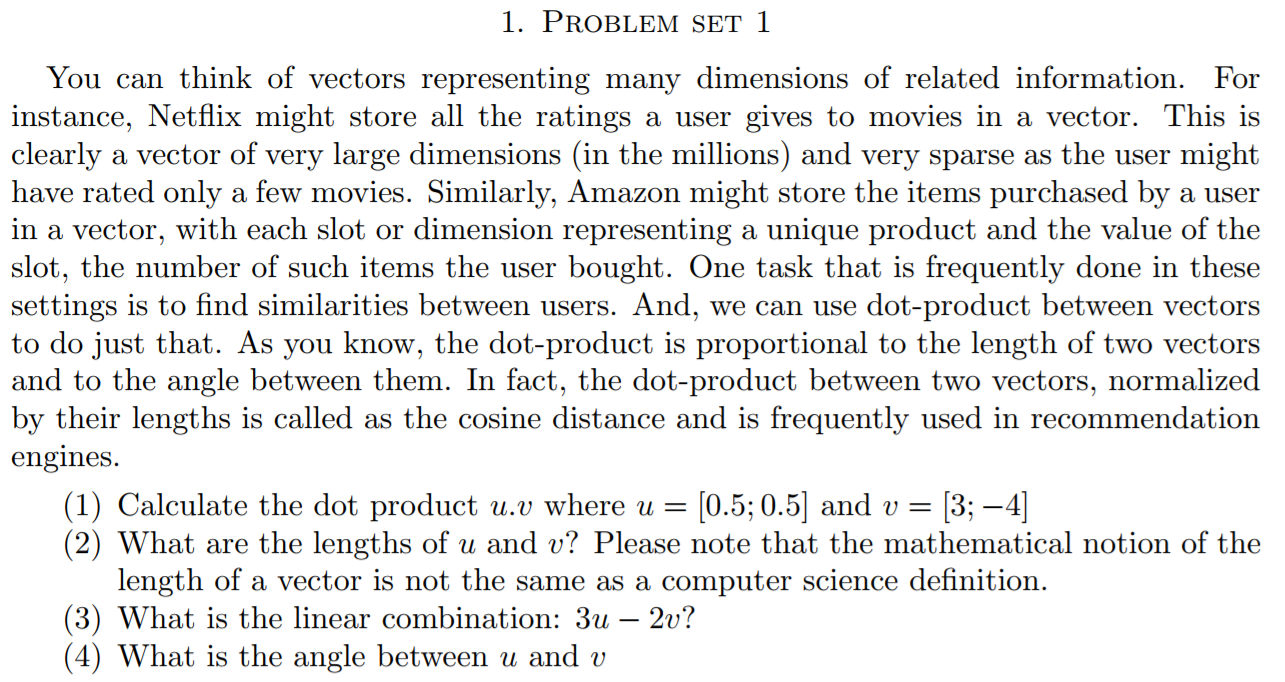 1. PROBLEM SET 1
You can think of vectors representing many dimensions of related information. For
instance, Netflix might store all the ratings a user gives to movies in a vector. This is
clearly a vector of very large dimensions (in the millions) and very sparse as the user might
have rated only a few movies. Similarly, Amazon might store the items purchased by a user
in a vector, with each slot or dimension representing a unique product and the value of the
slot, the number of such items the user bought. One task that is frequently done in these
settings is to find similarities between users. And, we can use dot-product between vectors
to do just that. As you know, the dot-product is proportional to the length of two vectors
and to the angle between them. In fact, the dot-product between two vectors, normalized
by their lengths is called as the cosine distance and is frequently used in recommendation
engines.
(1) Calculate the dot product u.v where u = [0.5; 0.5] and v = [3; −4]
(2) What are the lengths of u and v? Please note that the mathematical notion of the
length of a vector is not the same as a computer science definition.
(3) What is the linear combination: 3u − 2v?
(4) What is the angle between u and v